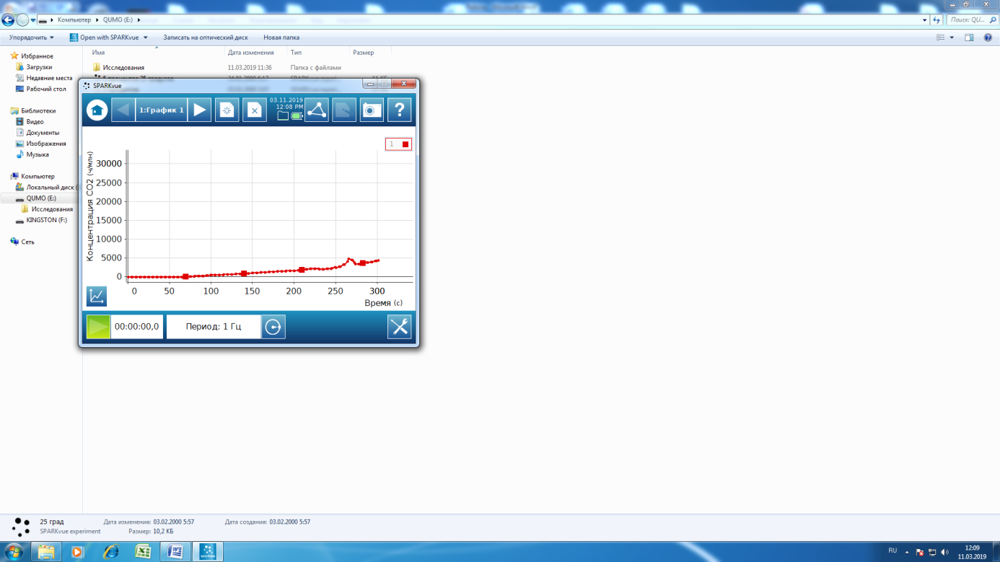 Компьютер ▸ QUMO (E:) ▸
Поиск: QU...
Упорядочить Open with SPARKvue Записать на оптический диск Новая папка
Имя Дата изменения Тип Размер
Избранное
Загрузки
Недавние места
Рабочий стол
Библиотеки
Видео
Документы
Изображения
Музыка
Компьютер
Локальный диск (
QUMO (E:)
Исследования
KINGSTON (F:)
Сеть
Исследования 11.03.2019 11:36 Папка с файлами
SPARKvue
1:График 1
03.11.2019
12:08 PM
?
1
Концентрация CO2 (ч/млн)
30000
25000
20000
15000
10000
5000
0
0 50 100 150 200 250 300
Время (с)
00:00:00,0 Период: 1 Гц
25 град Дата изменения: 03.02.2000 5:57 Дата создания: 03.02.2000 5:57
SPARKvue experiment Размер: 10,2 КБ
RU
12:09
11.03.2019